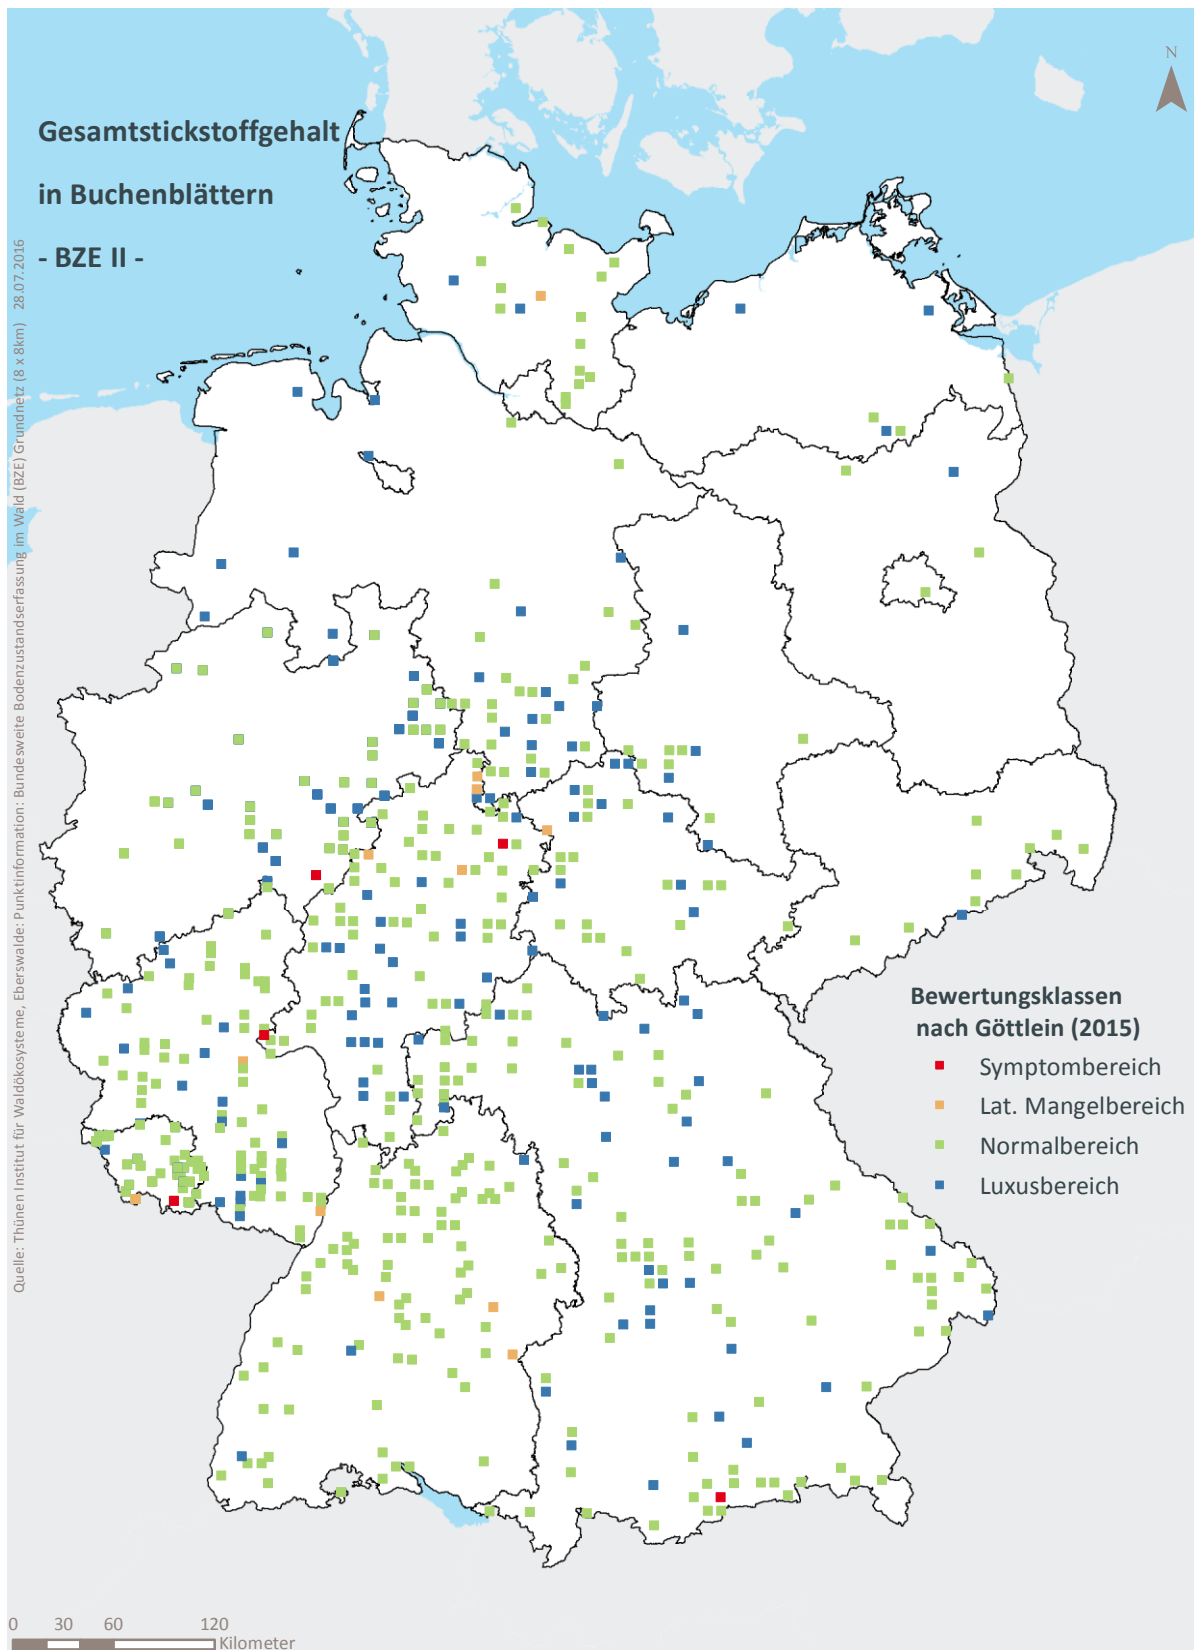 Gesamtstickstoffgehalt
in Buchenblättern
- BZE II -
N
Quelle: Thünen Institut für Waldökosysteme, Eberswalde: Punktinformation: Bundesweite Bodenzustandserfassung im Wald (BZE) Grundnetz (8 x 8km) 28.07.2016
Bewertungsklassen
nach Göttlein (2015)
Symptombereich
Lat. Mangelbereich
Normalbereich
Luxusbereich
0 30 60 120
Kilometer